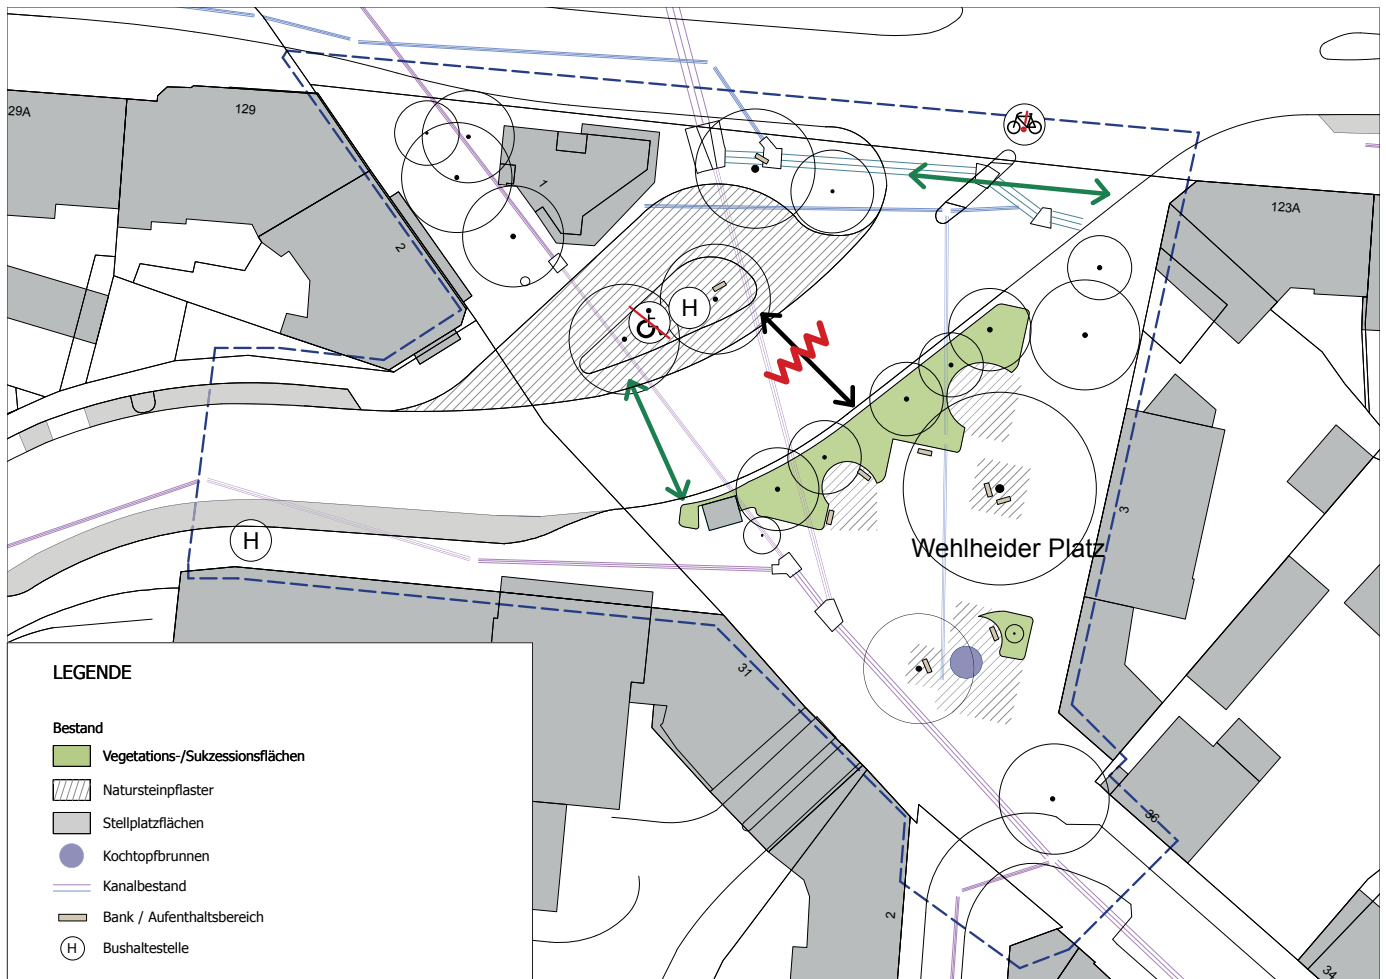 29A
129
1
2
123A
H
H
3
Wehlheider Platz
31
36
2
34
LEGENDE
Bestand
Vegetations-/Sukzessionsflächen
Natursteinpflaster
Stellplatzflächen
Kochtopfbrunnen
Kanalbestand
Bank / Aufenthaltsbereich
H Bushaltestelle